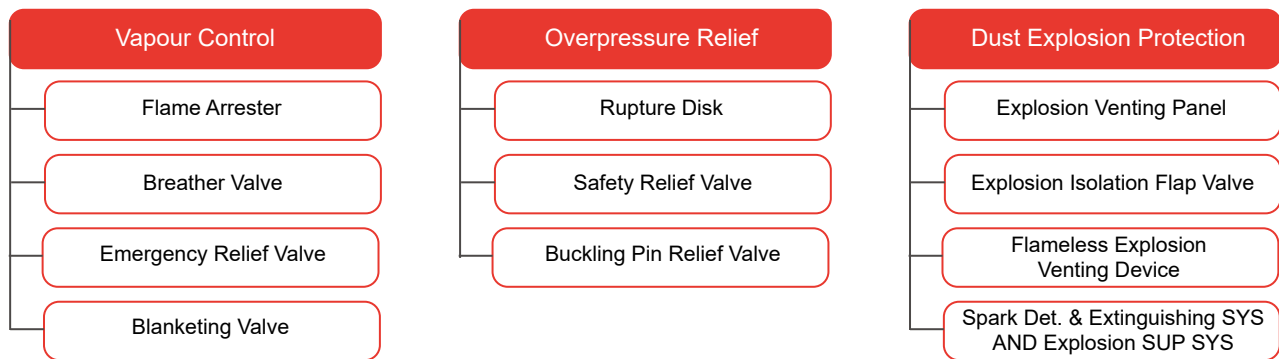 Vapour Control
Flame Arrester
Breather Valve
Emergency Relief Valve
Blanketing Valve
Overpressure Relief
Rupture Disk
Safety Relief Valve
Buckling Pin Relief Valve
Dust Explosion Protection
Explosion Venting Panel
Explosion Isolation Flap Valve
Flameless Explosion
Venting Device
Spark Det. & Extinguishing SYS
AND Explosion SUP SYS